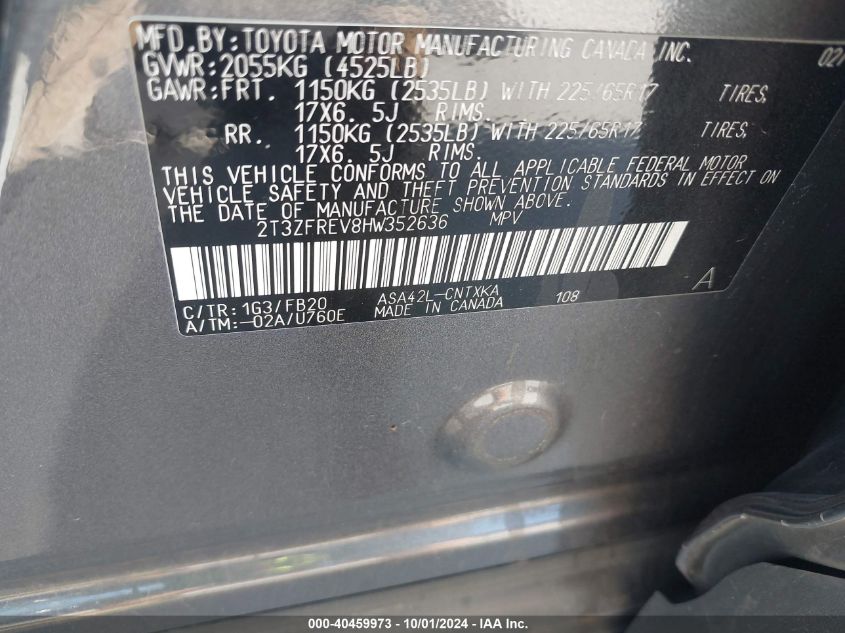 MFD.BY:TOYOTA MOTOR MANUFACTURING CANADA INC. 02/
GVWR:2055KG (4525LB)
GAWR:FRT. 1150KG (2535LB) WITH 225/65R17 TIRES,
17X6. 5J RIMS.
RR. 1150KG (2535LB) WITH 225/65R17 TIRES,
17X6. 5J RIMS.
THIS VEHICLE CONFORMS TO ALL APPLICABLE FEDERAL MOTOR
VEHICLE SAFETY AND THEFT PREVENTION STANDARDS IN EFFECT ON
THE DATE OF MANUFACTURE SHOWN ABOVE.
2T3ZFREV8HW352636 MPV
A
C/TR:1G3/FB20 ASA42L-CNTXKA 108
A/TM:-02A/U760E MADE IN CANADA
000-40459973 - 10/01/2024 - IAA Inc.